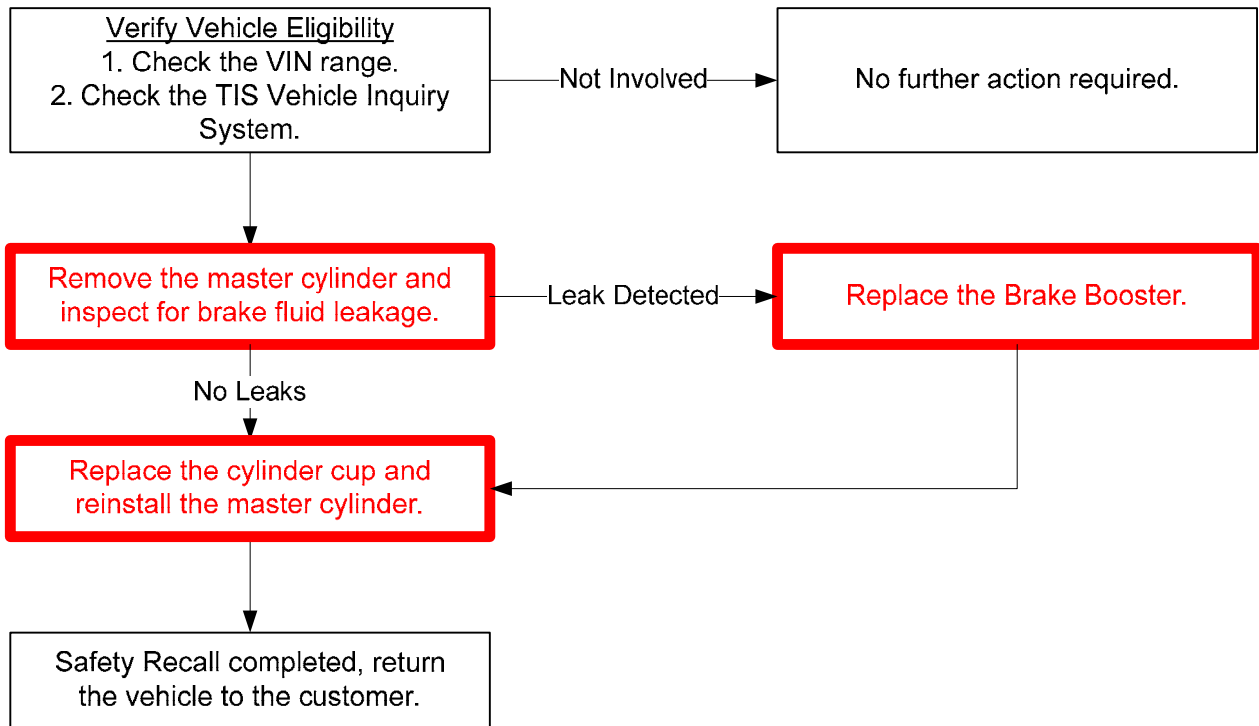 Verify Vehicle Eligibility
1. Check the VIN range.
2. Check the TIS Vehicle Inquiry
System.
Not Involved
No further action required.
Remove the master cylinder and
inspect for brake fluid leakage.
Leak Detected
Replace the Brake Booster.
No Leaks
Replace the cylinder cup and
reinstall the master cylinder.
Safety Recall completed, return
the vehicle to the customer.